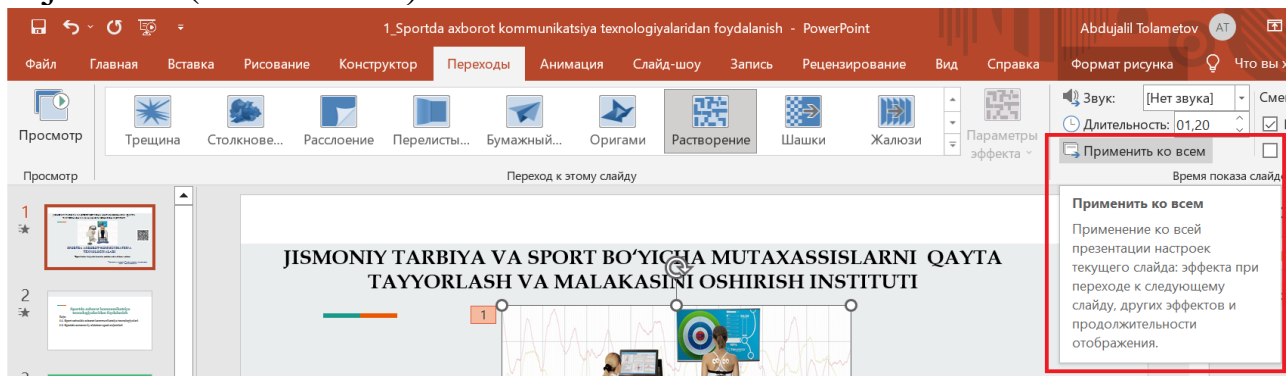 1_Sportda axborot kommunikatsiya texnologiyalaridan foydalanish - PowerPoint
Abdujalil Tolametov
AT
Файл Главная Вставка Рисование Конструктор Переходы Анимация Слайд-шоу Запись Рецензирование Вид Справка Формат рисунка Что вы
Просмотр
Трещина Столкнове... Расслоение Перелисты... Бумажный... Оригами Растворение Шашки Жалюзи
Параметры
эффекта
Звук: [Нет звука]
Длительность: 01,20
Применить ко всем
Просмотр
Переход к этому слайду
Время показа слайд
Применить ко всем
Применение ко всей
презентации настроек
текущего слайда: эффекта при
переходе к следующему
слайду, других эффектов и
продолжительности
отображения.
1
2
JISMONIY TARBIYA VA SPORT BO‘YICHA MUTAXASSISLARNI QAYTA
TAYYORLASH VA MALAKASINI OSHIRISH INSTITUTI
1